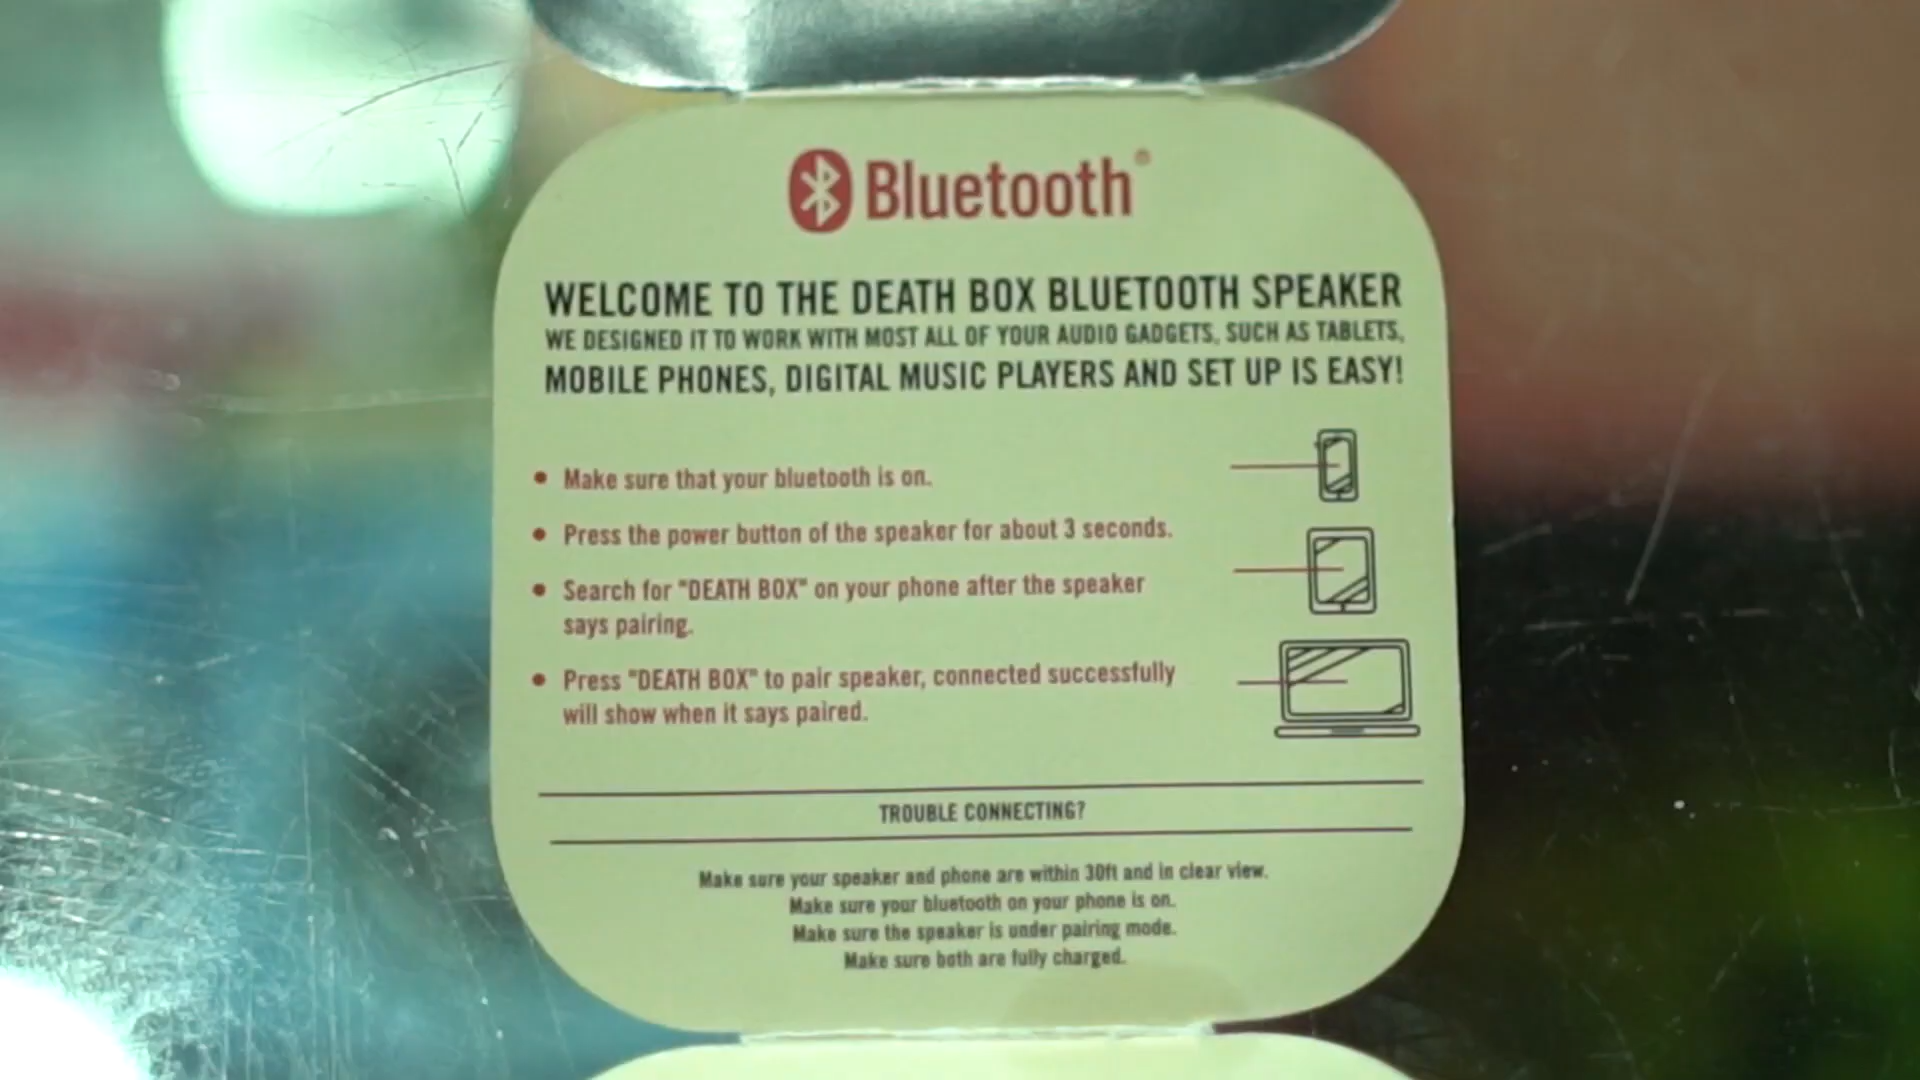 Bluetooth®
WELCOME TO THE DEATH BOX BLUETOOTH SPEAKER
WE DESIGNED IT TO WORK WITH MOST ALL OF YOUR AUDIO GADGETS, SUCH AS TABLETS,
MOBILE PHONES, DIGITAL MUSIC PLAYERS AND SET UP IS EASY!
• Make sure that your bluetooth is on.
• Press the power button of the speaker for about 3 seconds.
• Search for "DEATH BOX" on your phone after the speaker
says pairing.
• Press "DEATH BOX" to pair speaker, connected successfully
will show when it says paired.
TROUBLE CONNECTING?
Make sure your speaker and phone are within 30ft and in clear view.
Make sure your bluetooth on your phone is on.
Make sure the speaker is under pairing mode.
Make sure both are fully charged.